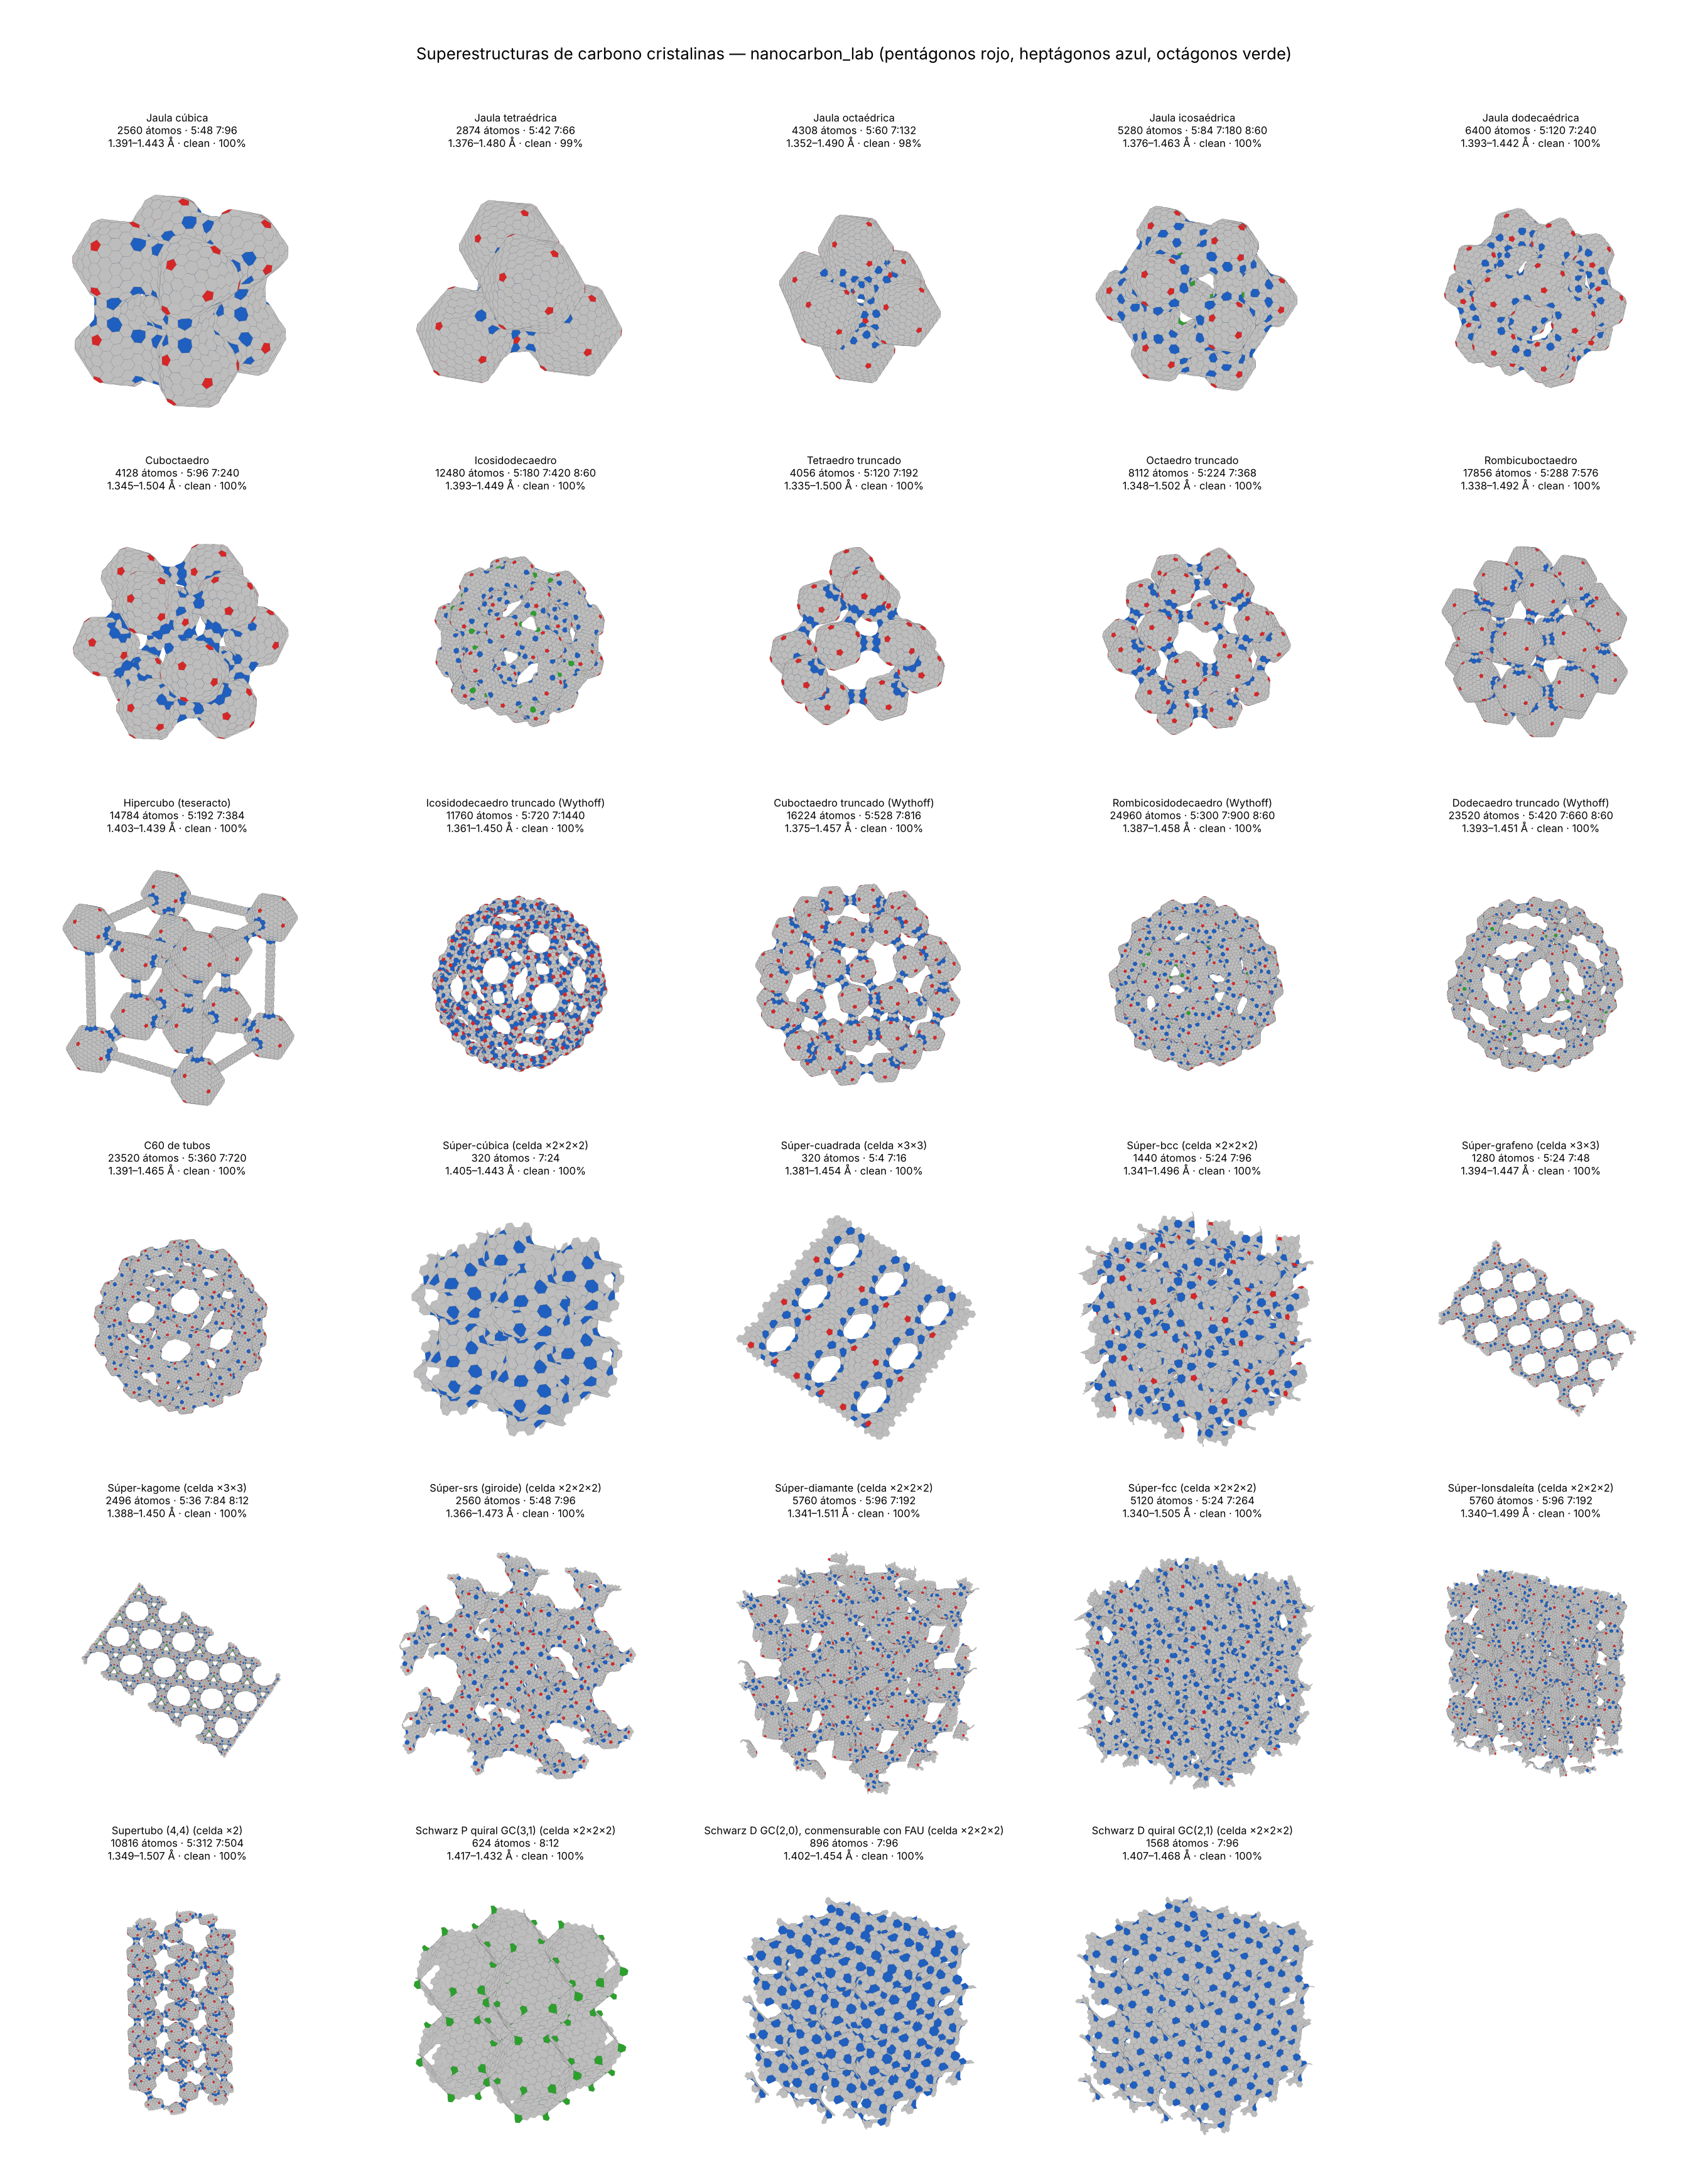 Superestructuras de carbono cristalinas — nanocarbon_lab (pentágonos rojo, heptágonos azul, octágonos verde)
Jaula cúbica
2560 átomos · 5:48 7:96
1.391–1.443 Å · clean · 100%
Jaula tetraédrica
2874 átomos · 5:42 7:66
1.376–1.480 Å · clean · 99%
Jaula octaédrica
4308 átomos · 5:60 7:132
1.352–1.490 Å · clean · 98%
Jaula icosaédrica
5280 átomos · 5:84 7:180 8:60
1.376–1.463 Å · clean · 100%
Jaula dodecaédrica
6400 átomos · 5:120 7:240
1.393–1.442 Å · clean · 100%
Cuboctaedro
4128 átomos · 5:96 7:240
1.345–1.504 Å · clean · 100%
Icosidodecaedro
12480 átomos · 5:180 7:420 8:60
1.393–1.449 Å · clean · 100%
Tetraedro truncado
4056 átomos · 5:120 7:192
1.335–1.500 Å · clean · 100%
Octaedro truncado
8112 átomos · 5:224 7:368
1.348–1.502 Å · clean · 100%
Rombicuboctaedro
17856 átomos · 5:288 7:576
1.338–1.492 Å · clean · 100%
Hipercubo (teseracto)
14784 átomos · 5:192 7:384
1.403–1.439 Å · clean · 100%
Icosidodecaedro truncado (Wythoff)
11760 átomos · 5:720 7:1440
1.361–1.450 Å · clean · 100%
Cuboctaedro truncado (Wythoff)
16224 átomos · 5:528 7:816
1.375–1.457 Å · clean · 100%
Rombicosidodecaedro (Wythoff)
24960 átomos · 5:300 7:900 8:60
1.387–1.458 Å · clean · 100%
Dodecaedro truncado (Wythoff)
23520 átomos · 5:420 7:660 8:60
1.393–1.451 Å · clean · 100%
C60 de tubos
23520 átomos · 5:360 7:720
1.391–1.465 Å · clean · 100%
Súper-cúbica (celda ×2×2×2)
320 átomos · 7:24
1.405–1.443 Å · clean · 100%
Súper-cuadrada (celda ×3×3)
320 átomos · 5:4 7:16
1.381–1.454 Å · clean · 100%
Súper-bcc (celda ×2×2×2)
1440 átomos · 5:24 7:96
1.341–1.496 Å · clean · 100%
Súper-grafeno (celda ×3×3)
1280 átomos · 5:24 7:48
1.394–1.447 Å · clean · 100%
Súper-kagome (celda ×3×3)
2496 átomos · 5:36 7:84 8:12
1.388–1.450 Å · clean · 100%
Súper-srs (giroide) (celda ×2×2×2)
2560 átomos · 5:48 7:96
1.366–1.473 Å · clean · 100%
Súper-diamante (celda ×2×2×2)
5760 átomos · 5:96 7:192
1.341–1.511 Å · clean · 100%
Súper-fcc (celda ×2×2×2)
5120 átomos · 5:24 7:264
1.340–1.505 Å · clean · 100%
Súper-lonsdaleíta (celda ×2×2×2)
5760 átomos · 5:96 7:192
1.340–1.499 Å · clean · 100%
Supertubo (4,4) (celda ×2)
10816 átomos · 5:312 7:504
1.349–1.507 Å · clean · 100%
Schwarz P quiral GC(3,1) (celda ×2×2×2)
624 átomos · 8:12
1.417–1.432 Å · clean · 100%
Schwarz D GC(2,0), conmensurable con FAU (celda ×2×2×2)
896 átomos · 7:96
1.402–1.454 Å · clean · 100%
Schwarz D quiral GC(2,1) (celda ×2×2×2)
1568 átomos · 7:96
1.407–1.468 Å · clean · 100%